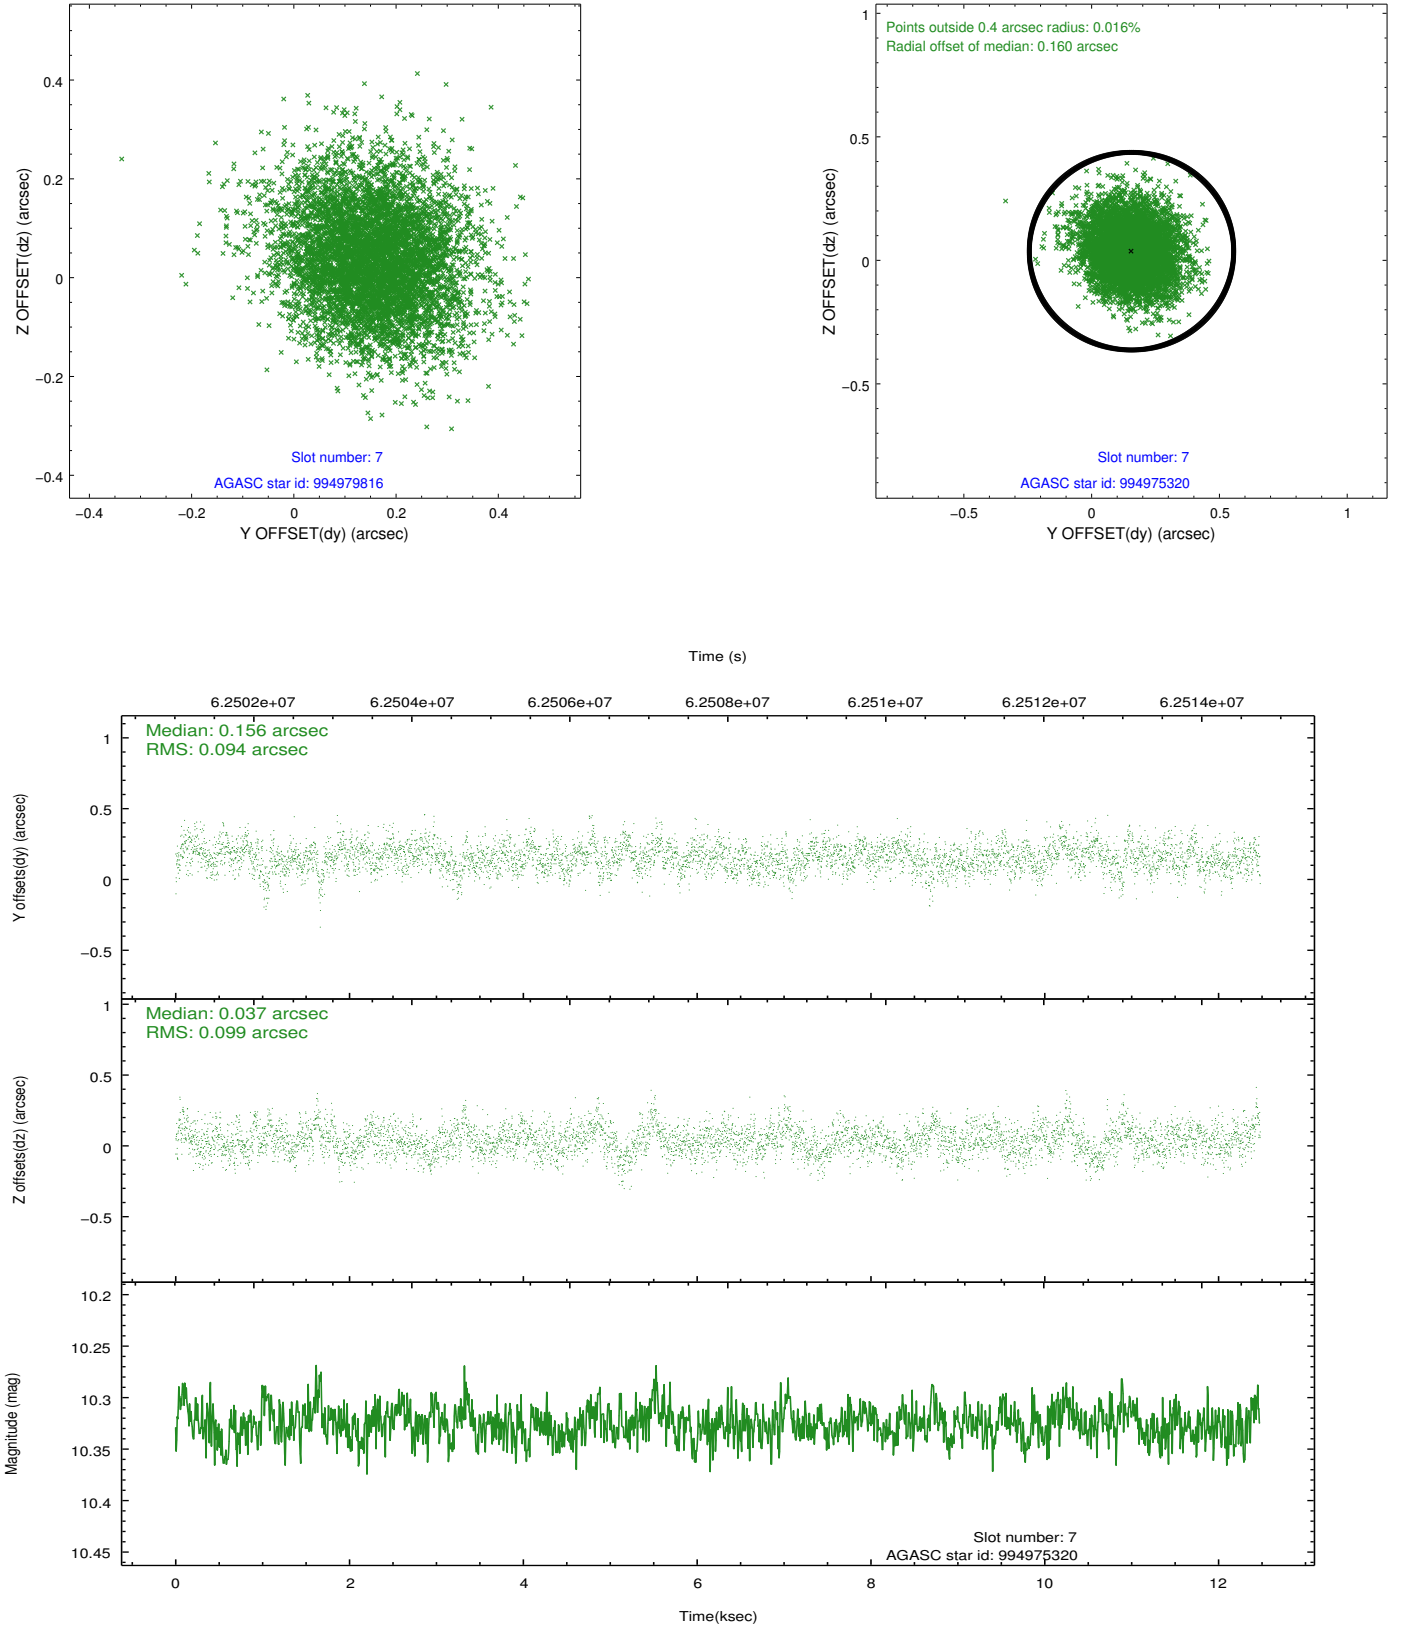 0.4
0.2
0
−0.2
−0.4
Z OFFSET(dz) (arcsec)
Slot number: 7
AGASC star id: 994979816
−0.4
−0.2
0
0.2
0.4
Y OFFSET(dy) (arcsec)
Points outside 0.4 arcsec radius: 0.016%
Radial offset of median: 0.160 arcsec
1
0.5
0
−0.5
Z OFFSET(dz) (arcsec)
Slot number: 7
AGASC star id: 994975320
−0.5
0
0.5
1
Y OFFSET(dy) (arcsec)
Time (s)
6.2502e+07
6.2504e+07
6.2506e+07
6.2508e+07
6.251e+07
6.2512e+07
6.2514e+07
Median: 0.156 arcsec
RMS: 0.094 arcsec
1
0.5
0
−0.5
Y offsets(dy) (arcsec)
Median: 0.037 arcsec
RMS: 0.099 arcsec
1
0.5
0
−0.5
Z offsets(dz) (arcsec)
10.2
10.25
10.3
10.35
10.4
10.45
Magnitude (mag)
Slot number: 7
AGASC star id: 994975320
0
2
4
6
8
10
12
Time(ksec)